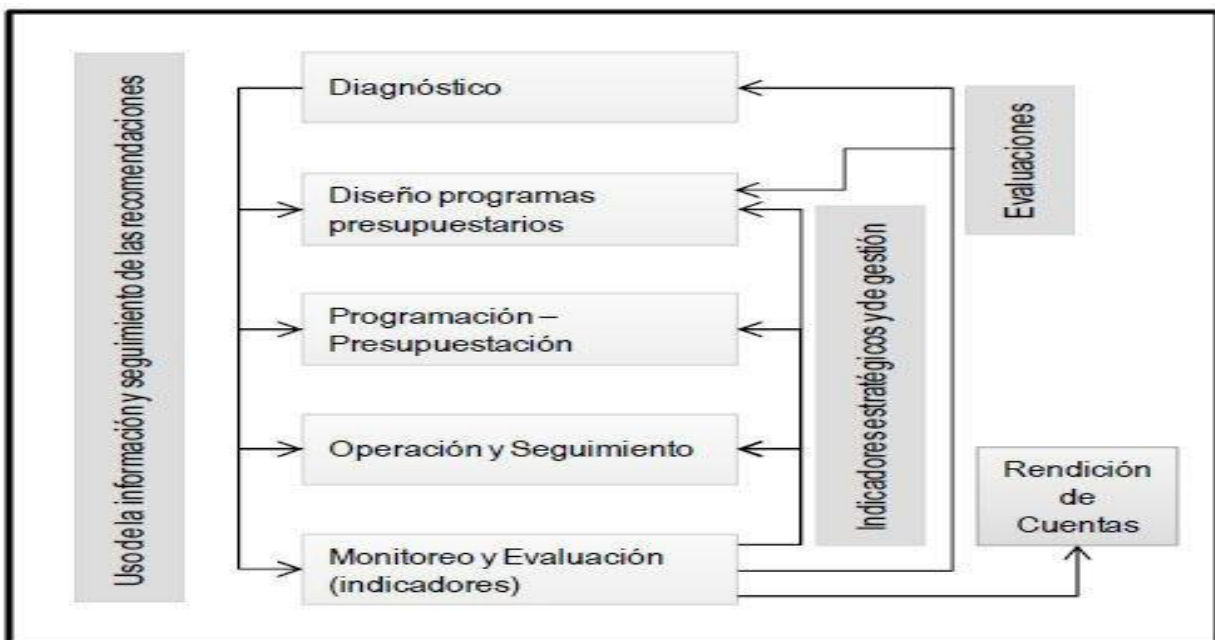 Uso de la información y seguimiento de las recomendaciones
Diagnóstico
Diseño programas
presupuestarios
Programación –
Presupuestación
Operación y Seguimiento
Monitoreo y Evaluación
(indicadores)
Indicadores estratégicos y de gestión
Evaluaciones
Rendición
de
Cuentas